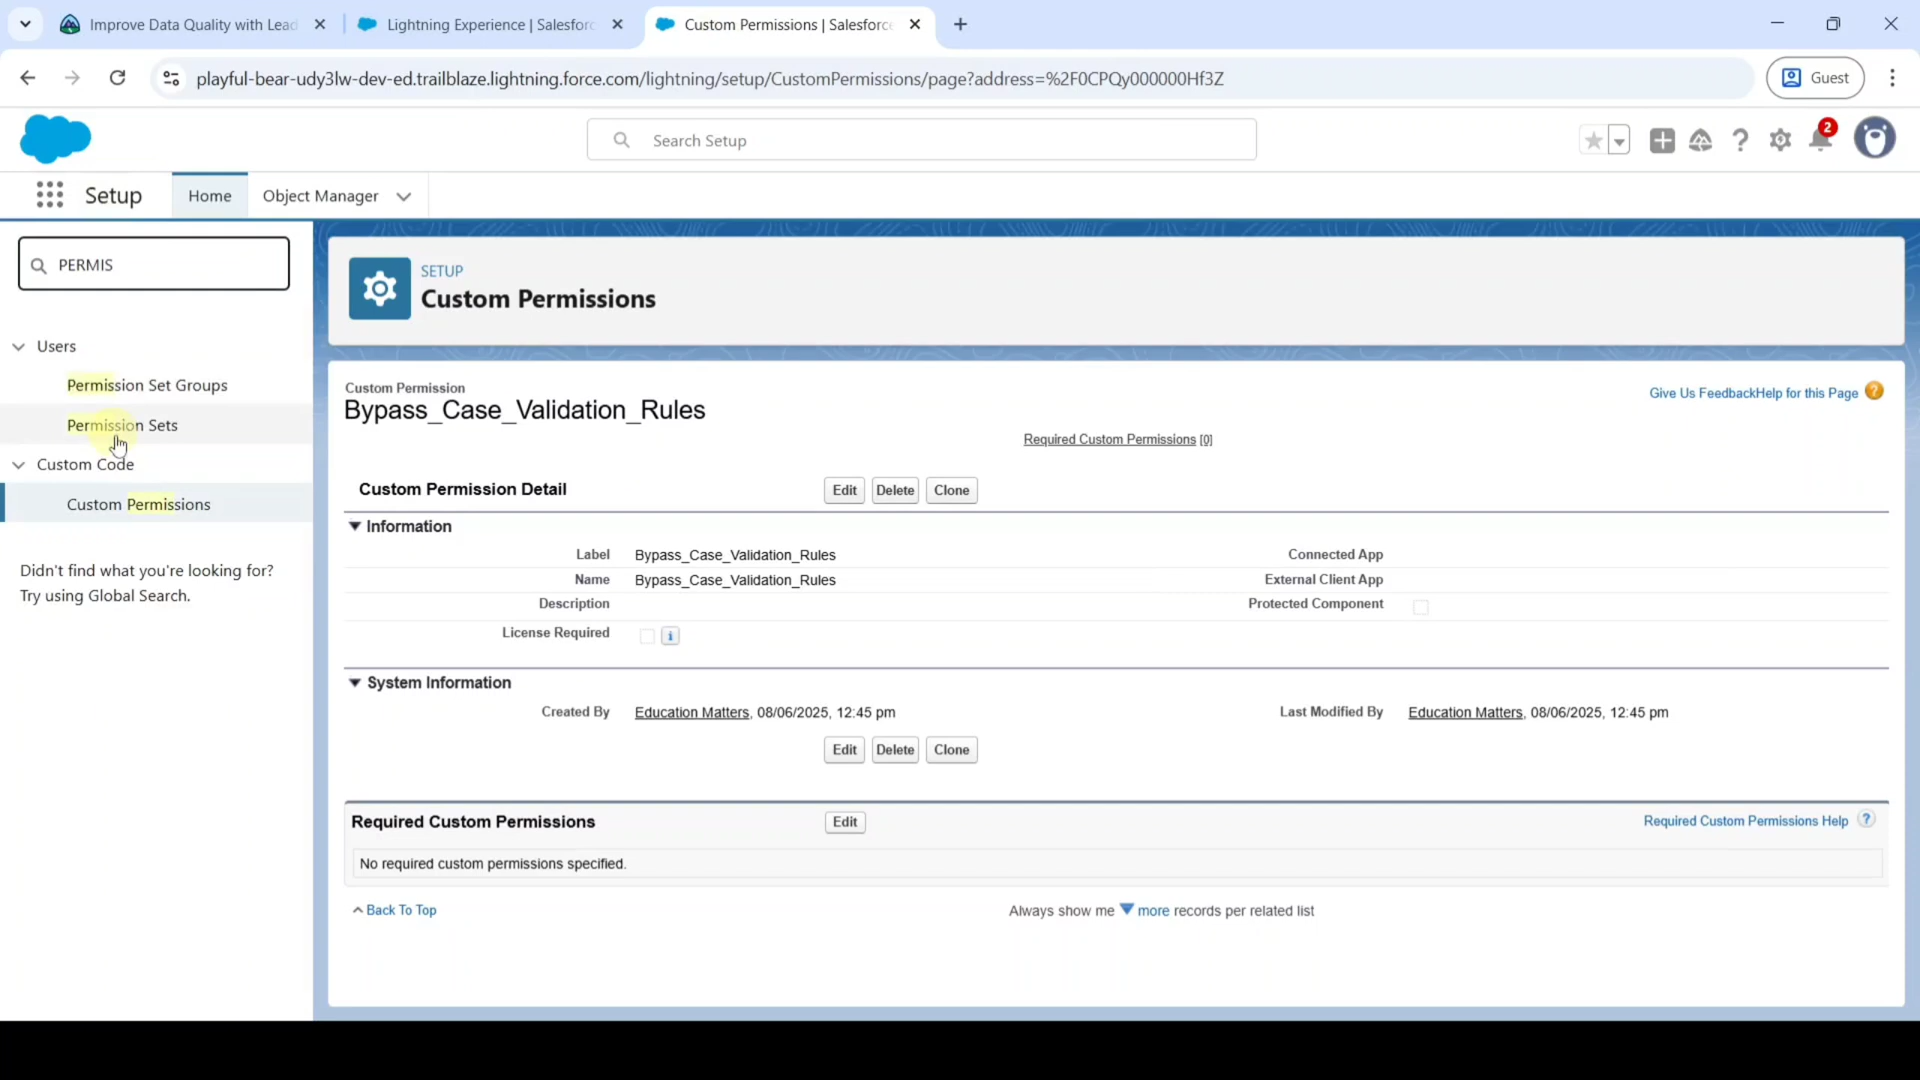 Improve Data Quality with Lead
Lightning Experience | Salesforc
Custom Permissions | Salesforce
playful-bear-udy3lw-dev-ed.trailblaze.lightning.force.com/lightning/setup/CustomPermissions/page?address=%2F0CPQy000000Hf3Z
Guest
Search Setup
2
Setup
Home
Object Manager
PERMIS
Users
Permission Set Groups
Permission Sets
Custom Code
Custom Permissions
Didn't find what you're looking for?
Try using Global Search.
SETUP
Custom Permissions
Custom Permission
Bypass_Case_Validation_Rules
Give Us FeedbackHelp for this Page ?
Required Custom Permissions [0]
Custom Permission Detail
Edit Delete Clone
Information
Label Bypass_Case_Validation_Rules Connected App
Name Bypass_Case_Validation_Rules External Client App
Description Protected Component
License Required i
System Information
Created By Education Matters, 08/06/2025, 12:45 pm Last Modified By Education Matters, 08/06/2025, 12:45 pm
Edit Delete Clone
Required Custom Permissions Edit Required Custom Permissions Help ?
No required custom permissions specified.
Back To Top Always show me more records per related list